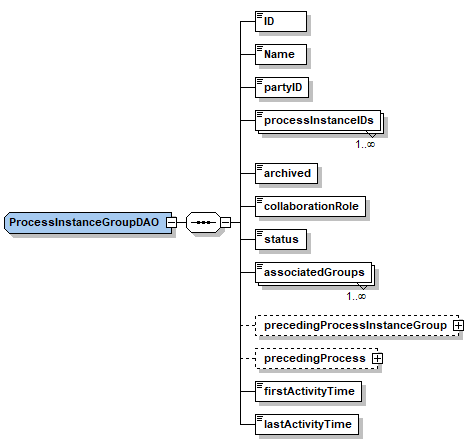 ID
Name
partyID
processInstanceIDs
1..∞
archived
collaborationRole
ProcessInstanceGroupDAO
status
associatedGroups
1..∞
precedingProcessInstanceGroup
precedingProcess
firstActivityTime
lastActivityTime